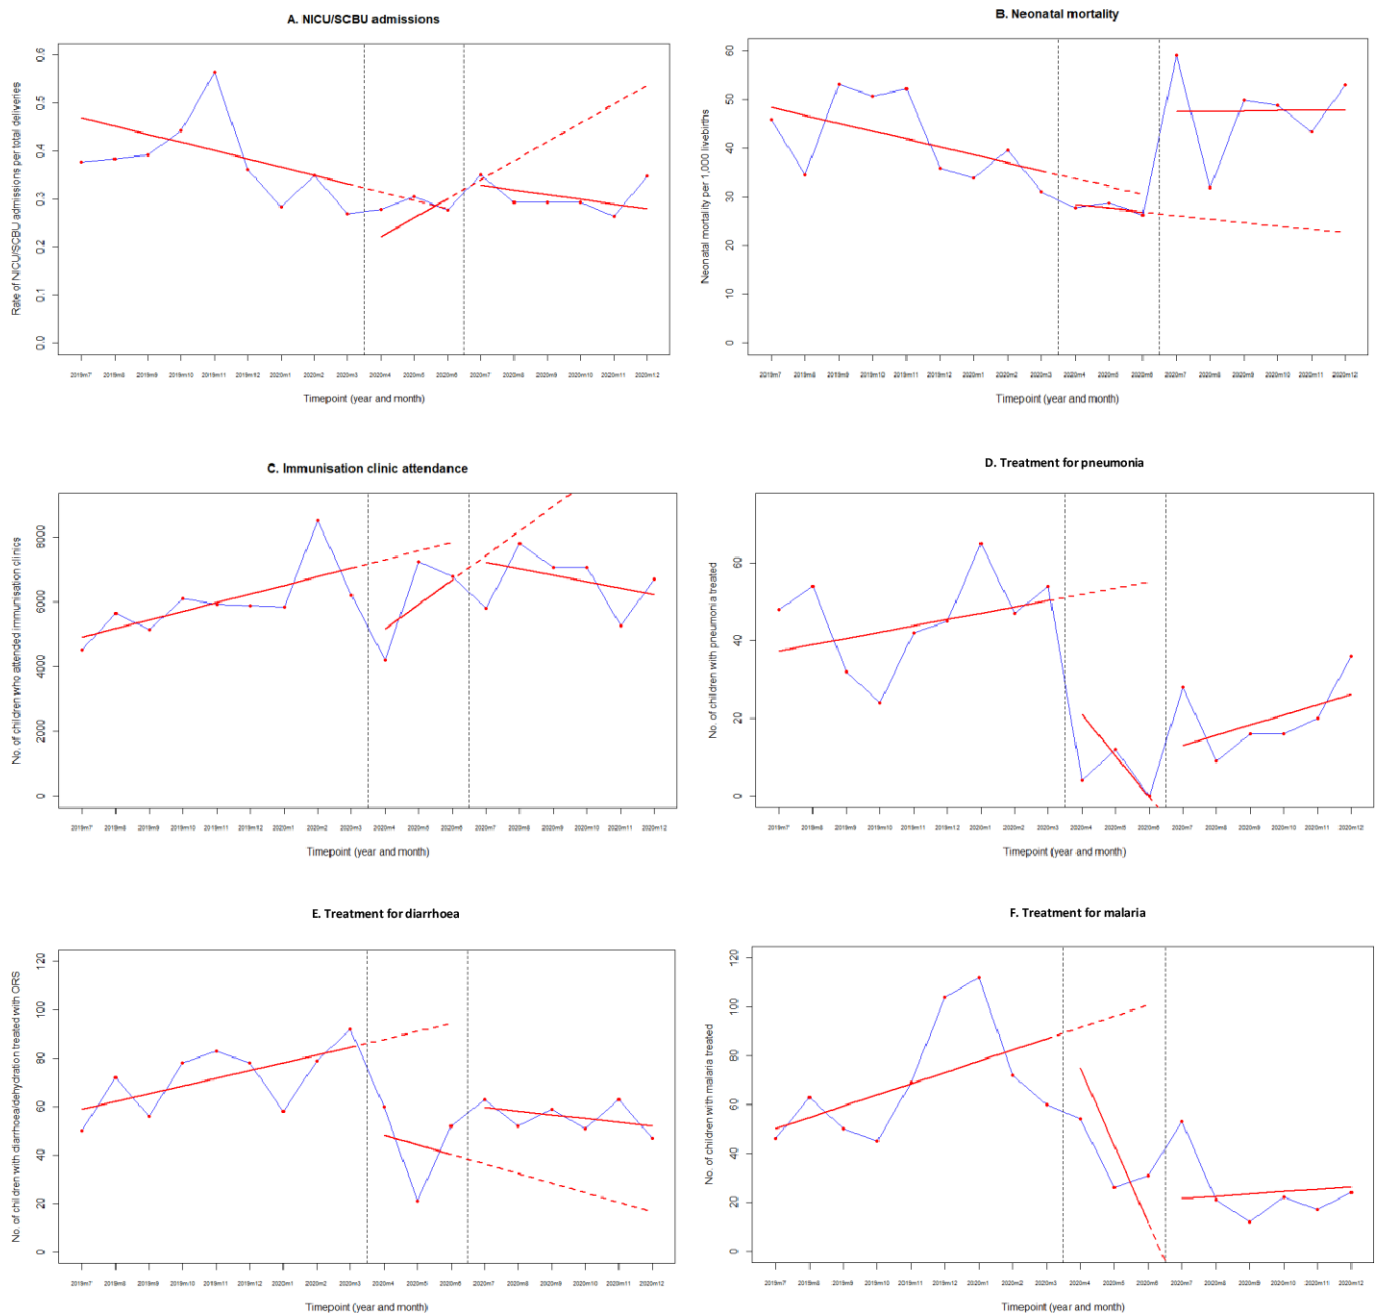 A. NICU/SCBU admissions
Rate of NICU/SCBU admissions per total deliveries
0.6
0.5
0.4
0.3
0.2
0.1
0.0
2019m7 2019m8 2019m9 2019m10 2019m11 2019m12 2020m1 2020m2 2020m3 2020m4 2020m5 2020m6 2020m7 2020m8 2020m9 2020m10 2020m11 2020m12
Timepoint (year and month)
B. Neonatal mortality
Neonatal mortality per 1,000 livebirths
60
50
40
30
20
10
0
2019m7 2019m8 2019m9 2019m10 2019m11 2019m12 2020m1 2020m2 2020m3 2020m4 2020m5 2020m6 2020m7 2020m8 2020m9 2020m10 2020m11 2020m12
Timepoint (year and month)
C. Immunisation clinic attendance
No. of children who attended immunisation clinics
8000
6000
4000
2000
0
2019m7 2019m8 2019m9 2019m10 2019m11 2019m12 2020m1 2020m2 2020m3 2020m4 2020m5 2020m6 2020m7 2020m8 2020m9 2020m10 2020m11 2020m12
Timepoint (year and month)
D. Treatment for pneumonia
No. of children with pneumonia treated
60
40
20
0
2019m7 2019m8 2019m9 2019m10 2019m11 2019m12 2020m1 2020m2 2020m3 2020m4 2020m5 2020m6 2020m7 2020m8 2020m9 2020m10 2020m11 2020m12
Timepoint (year and month)
E. Treatment for diarrhoea
No. of children with diarrhoea/dehydration treated with ORS
120
100
80
60
40
20
0
2019m7 2019m8 2019m9 2019m10 2019m11 2019m12 2020m1 2020m2 2020m3 2020m4 2020m5 2020m6 2020m7 2020m8 2020m9 2020m10 2020m11 2020m12
Timepoint (year and month)
F. Treatment for malaria
No. of children with malaria treated
120
100
80
60
40
20
0
2019m7 2019m8 2019m9 2019m10 2019m11 2019m12 2020m1 2020m2 2020m3 2020m4 2020m5 2020m6 2020m7 2020m8 2020m9 2020m10 2020m11 2020m12
Timepoint (year and month)